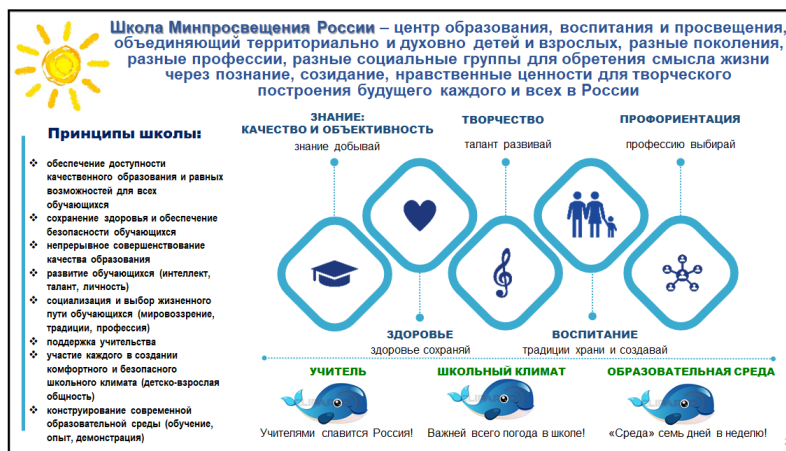 Школа Минпросвещения России – центр образования, воспитания и просвещения,
объединяющий территориально и духовно детей и взрослых, разные поколения,
разные профессии, разные социальные группы для обретения смысла жизни
через познание, созидание, нравственные ценности для творческого
построения будущего каждого и всех в России
Принципы школы:
❖ обеспечение доступности
качественного образования и равных
возможностей для всех
обучающихся
❖ сохранение здоровья и обеспечение
безопасности обучающихся
❖ непрерывное совершенствование
качества образования
❖ развитие обучающихся (интеллект,
талант, личность)
❖ социализация и выбор жизненного
пути обучающихся (мировоззрение,
традиции, профессия)
❖ поддержка учительства
❖ участие каждого в создании
комфортного и безопасного
школьного климата (детско-взрослая
общность)
❖ конструирование современной
образовательной среды (обучение,
опыт, демонстрация)
ЗНАНИЕ:
КАЧЕСТВО И ОБЪЕКТИВНОСТЬ
знание добывай
ТВОРЧЕСТВО
талант развивай
ПРОФОРИЕНТАЦИЯ
профессию выбирай
ЗДОРОВЬЕ
здоровье сохраняй
ВОСПИТАНИЕ
традиции храни и создавай
УЧИТЕЛЬ
Учителями славится Россия!
ШКОЛЬНЫЙ КЛИМАТ
Важней всего погода в школе!
ОБРАЗОВАТЕЛЬНАЯ СРЕДА
«Среда» семь дней в неделю!